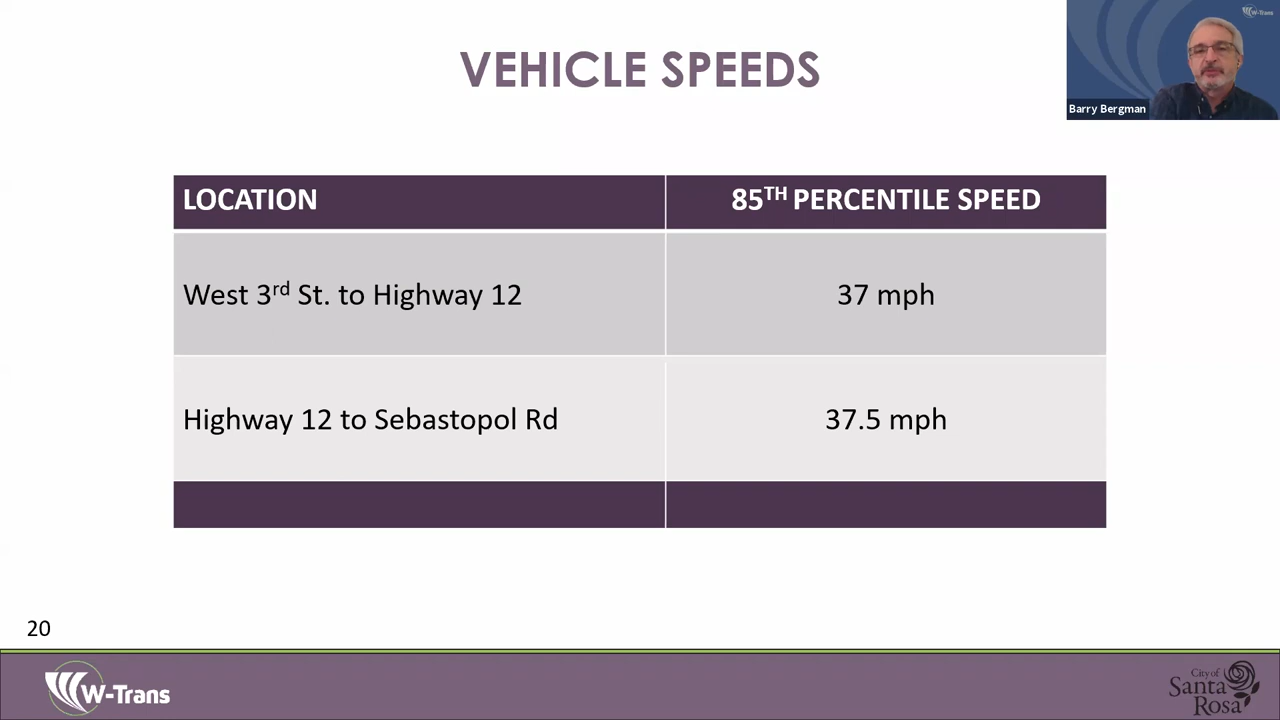 W-Trans
VEHICLE SPEEDS
Barry Bergman
LOCATION
85TH PERCENTILE SPEED
West 3rd St. to Highway 12
37 mph
Highway 12 to Sebastopol Rd
37.5 mph
20
W-Trans
City of
Santa
Rosa